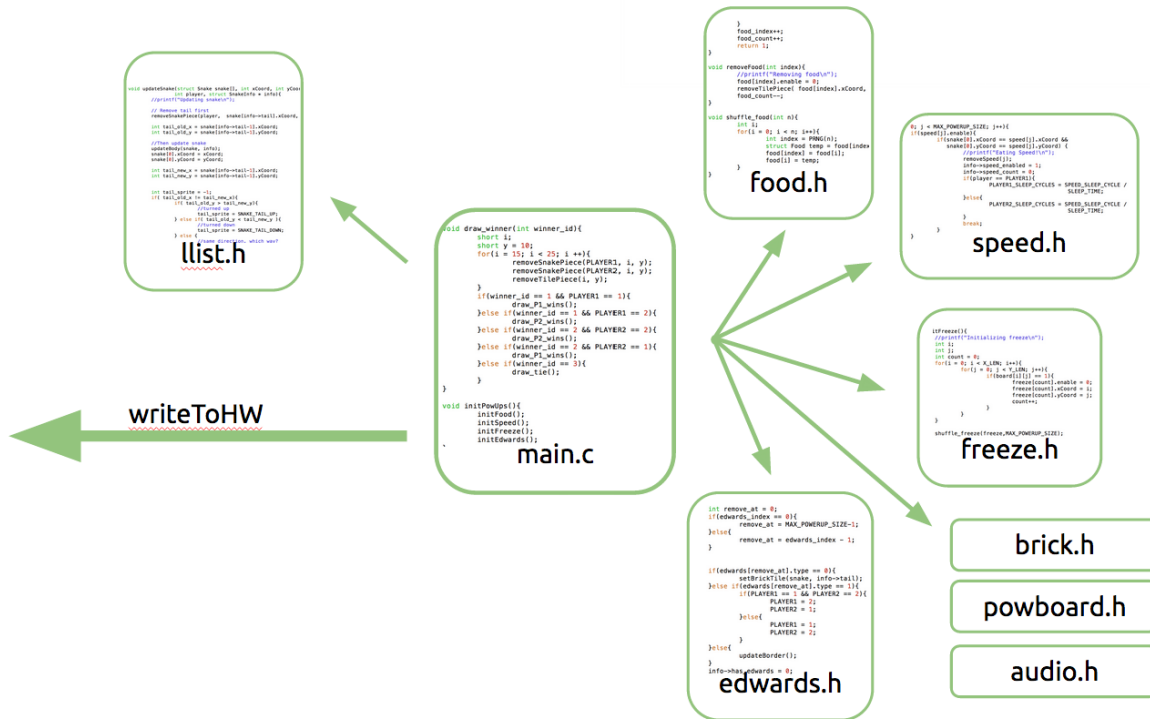 }
food_index++;
food_count++;
return 1;
}
void removeFood(int index){
//printf("Removing food\n");
food[index].enable = 0;
removeTilePiece( food[index].xCoord,
food_count--;
}
void shuffle_food(int n){
int i;
for(i = 0; i < n; i++){
int index = PRNG(n);
struct Food temp = food[index
food[index] = food[i];
food[i] = temp;
}
}
food.h
void updateSnake(struct Snake snake[], int xCoord, int yCoor
int player, struct SnakeInfo * info){
//printf("Updating snake\n");
// Remove tail first
removeSnakePiece(player, snake[info->tail].xCoord,
int tail_old_x = snake[info->tail-1].xCoord;
int tail_old_y = snake[info->tail-1].yCoord;
//Then update snake
updateBody(snake, info);
snake[0].xCoord = xCoord;
snake[0].yCoord = yCoord;
int tail_new_x = snake[info->tail-1].xCoord;
int tail_new_y = snake[info->tail-1].yCoord;
int tail_sprite = -1;
if( tail_old_x != tail_new_x){
if( tail_old_y > tail_new_y){
//turned up
tail_sprite = SNAKE_TAIL_UP;
} else if( tail_old_y < tail_new_y ){
//turned down
tail_sprite = SNAKE_TAIL_DOWN;
} else {
//same direction, which was?
llist.h
0; j < MAX_POWERUP_SIZE; j++){
if(speed[j].enable){
if(snake[0].xCoord == speed[j].xCoord &&
snake[0].yCoord == speed[j].yCoord) {
//printf("Eating Speed!\n");
removeSpeed(j);
info->speed_enabled = 1;
info->speed_count = 0;
if(player == PLAYER1){
PLAYER1_SLEEP_CYCLES = SPEED_SLEEP_CYCLE /
SLEEP_TIME;
}else{
PLAYER2_SLEEP_CYCLES = SPEED_SLEEP_CYCLE /
SLEEP_TIME;
}
break;
}
}
speed.h
void draw_winner(int winner_id){
short i;
short y = 10;
for(i = 15; i < 25; i ++){
removeSnakePiece(PLAYER1, i, y);
removeSnakePiece(PLAYER2, i, y);
removeTilePiece(i, y);
}
if(winner_id == 1 && PLAYER1 == 1){
draw_P1_wins();
}else if(winner_id == 1 && PLAYER1 == 2){
draw_P2_wins();
}else if(winner_id == 2 && PLAYER2 == 2){
draw_P2_wins();
}else if(winner_id == 2 && PLAYER2 == 1){
draw_P1_wins();
}else if(winner_id == 3){
draw_tie();
}
}
void initPowUps(){
initFood();
initSpeed();
initFreeze();
initEdwards();
main.c
writeToHW
itFreeze(){
//printf("Initializing Freeze\n");
int i;
int j;
int count = 0;
for(i = 0; i < X_LEN; i++){
for(j = 0; j < Y_LEN; j++){
if(board[i][j] == 1){
freeze[count].enable = 0;
freeze[count].xCoord = i;
freeze[count].yCoord = j;
count++;
}
}
}
shuffle_freeze(freeze,MAX_POWERUP_SIZE);
freeze.h
int remove_at = 0;
if(edwards_index == 0){
remove_at = MAX_POWERUP_SIZE-1;
}else{
remove_at = edwards_index - 1;
}
if(edwards[remove_at].type == 0){
setBrickTile(snake, info->tail);
}else if(edwards[remove_at].type == 1){
if(PLAYER1 == 1 && PLAYER2 == 2){
PLAYER1 = 2;
PLAYER2 = 1;
}else{
PLAYER1 = 1;
PLAYER2 = 2;
}
}else{
updateBorder();
}
info->has_edwards = 0;
edwards.h
brick.h
powboard.h
audio.h